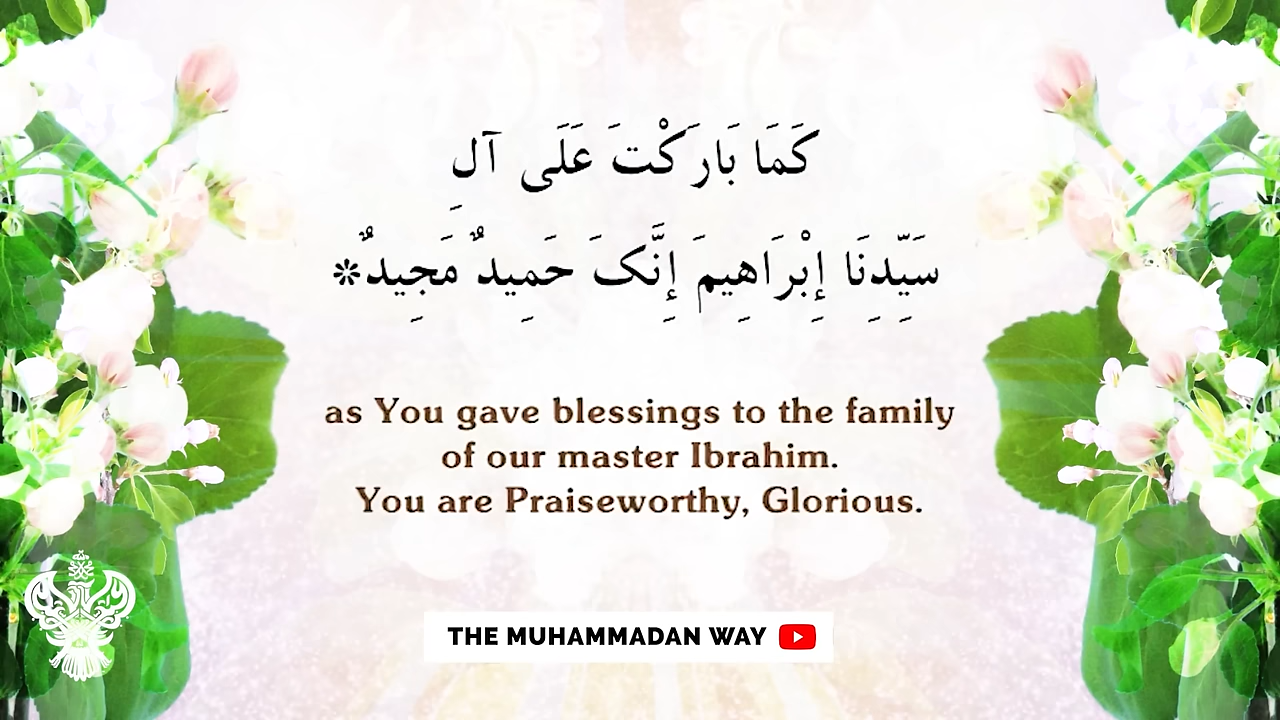 كَمَا بَارَكْتَ عَلَى آلِ
سَيِّدِنَا إِبْرَاهِيمَ إِنَّکَ حَمِيدٌ مَجِيدٌ*
as You gave blessings to the family
of our master Ibrahim.
You are Praiseworthy, Glorious.
THE MUHAMMADAN WAY